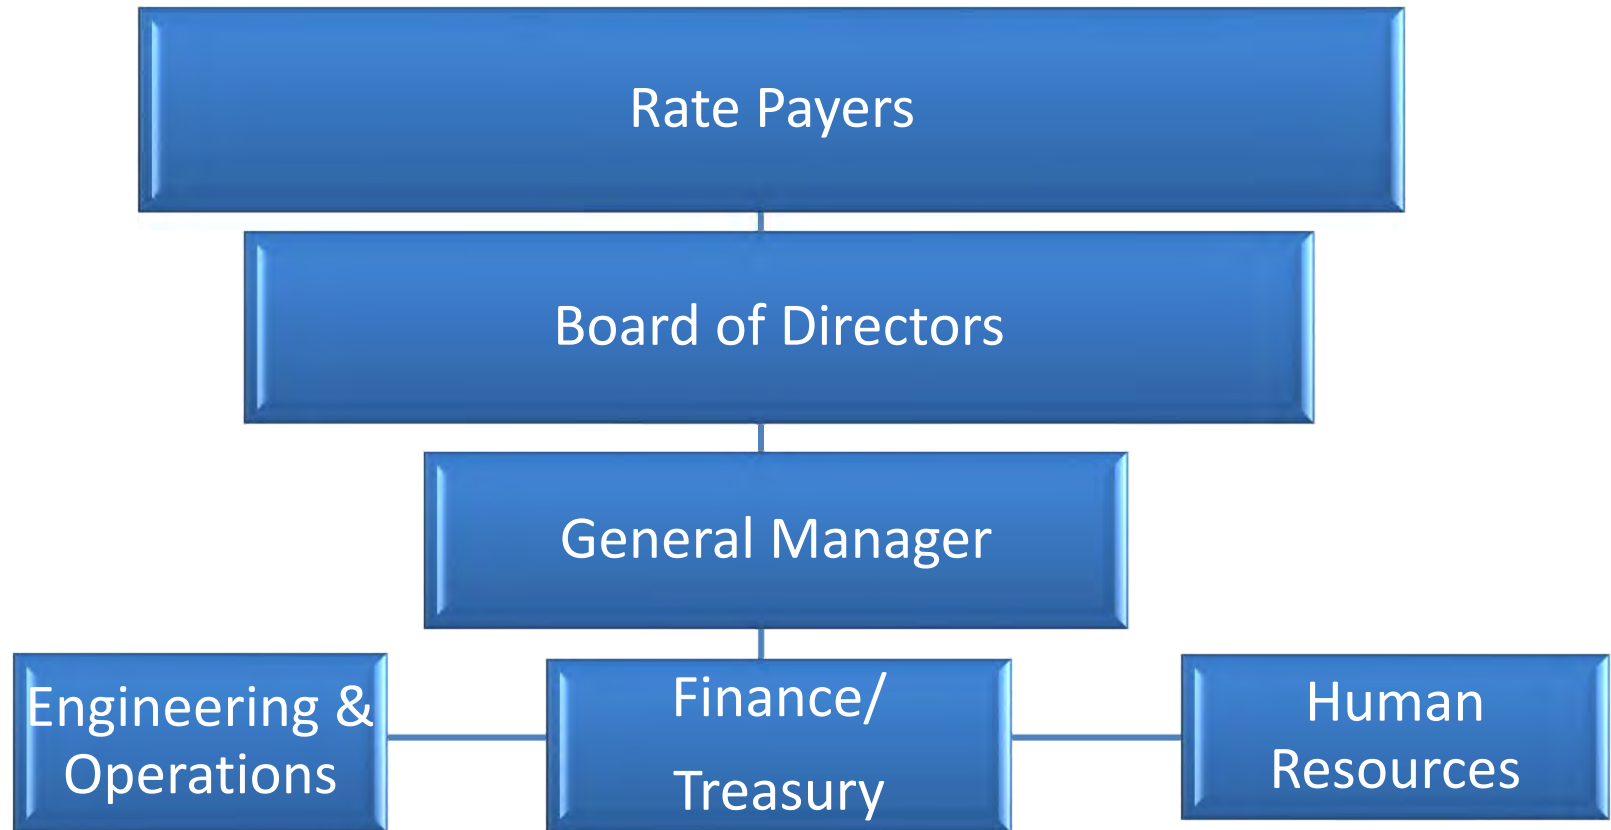 Rate Payers
Board of Directors
General Manager
Engineering &
Operations
Finance/
Treasury
Human
Resources